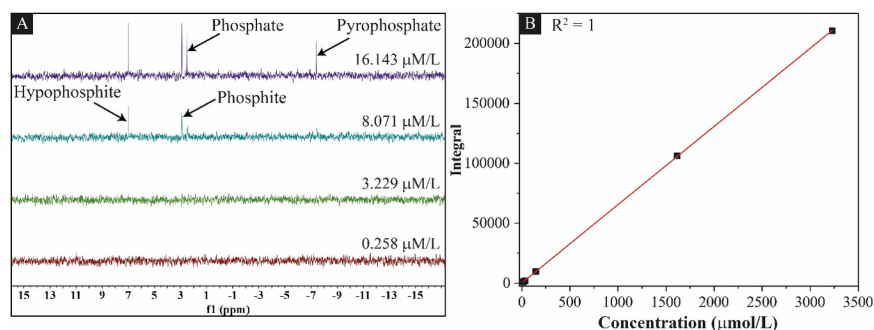 A
Phosphate
Pyrophosphate
16.143 μM/L
Hypophosphite
Phosphite
8.071 μM/L
3.229 μM/L
0.258 μM/L
15 13 11 9 7 5 3 1 -1 -3 -5 -7 -9 -11 -13 -15
f1 (ppm)
B
R² = 1
200000
150000
100000
50000
0
Integral
0 500 1000 1500 2000 2500 3000 3500
Concentration (μmol/L)